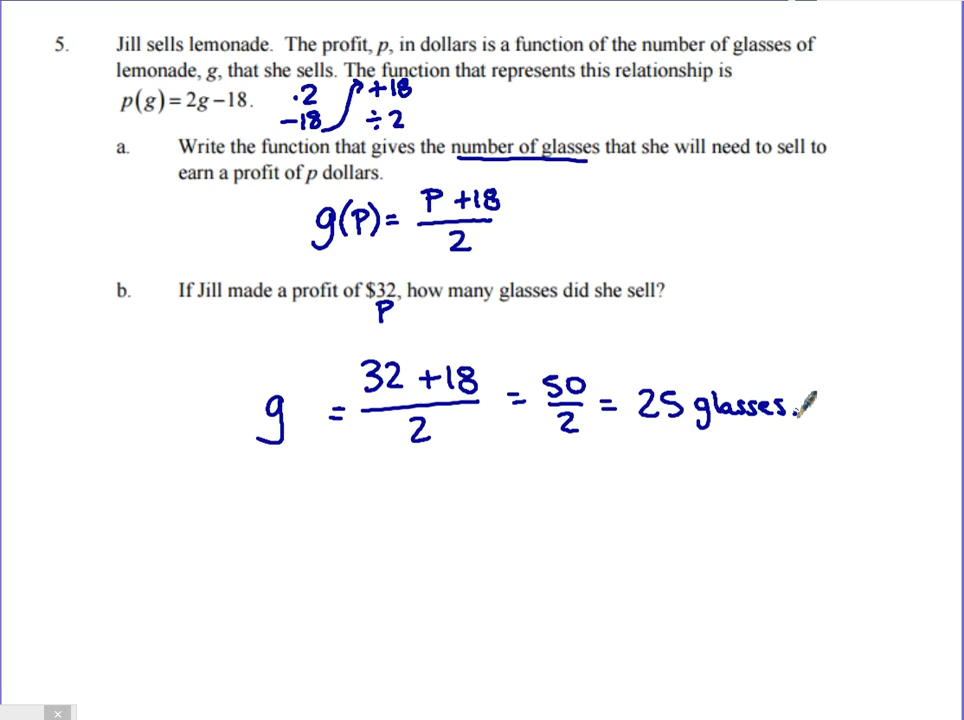 5. Jill sells lemonade. The profit, p, in dollars is a function of the number of glasses of
lemonade, g, that she sells. The function that represents this relationship is
p(g) = 2g − 18.
·2 +18
−18 ÷ 2
a. Write the function that gives the number of glasses that she will need to sell to
earn a profit of p dollars.
g(P) = P +18 / 2
b. If Jill made a profit of $32, how many glasses did she sell?
P
g = 32 +18 / 2 = 50 / 2 = 25 glasses.